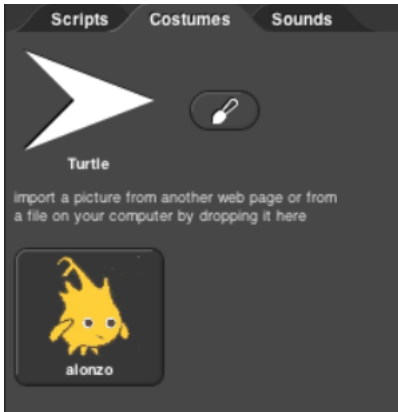 Scripts Costumes Sounds
Turtle
import a picture from another web page or from
a file on your computer by dropping it here
alonzo